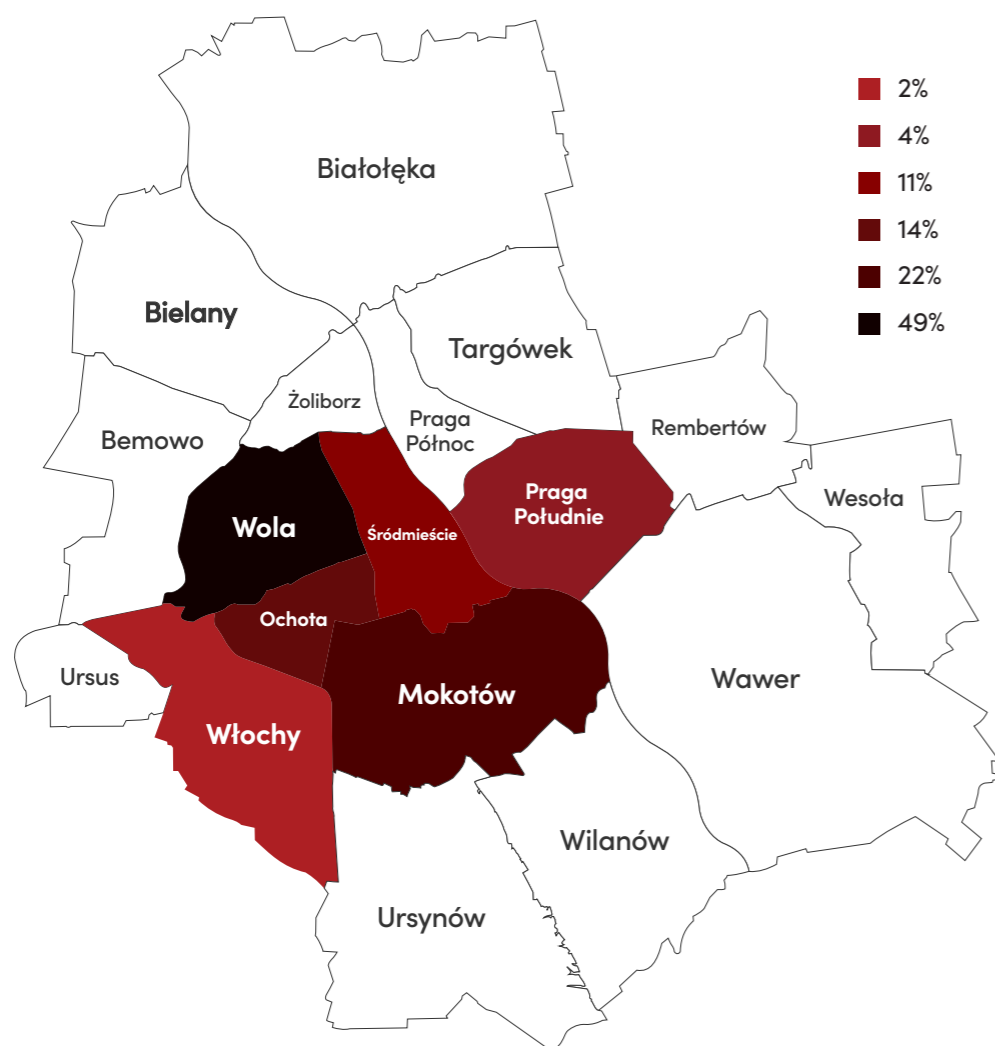 2%
4%
11%
14%
22%
49%
Białołęka
Bielany
Targówek
Żoliborz
Praga
Północ
Rembertów
Bemowo
Wesoła
Praga
Południe
Wola
Śródmieście
Ochota
Ursus
Wawer
Mokotów
Włochy
Wilanów
Ursynów